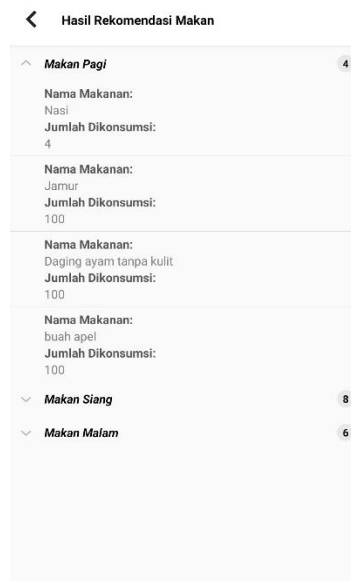 Hasil Rekomendasi Makan
Makan Pagi 4
Nama Makanan:
Nasi
Jumlah Dikonsumsi:
4
Nama Makanan:
Jamur
Jumlah Dikonsumsi:
100
Nama Makanan:
Daging ayam tanpa kulit
Jumlah Dikonsumsi:
100
Nama Makanan:
buah apel
Jumlah Dikonsumsi:
100
Makan Siang 8
Makan Malam 6